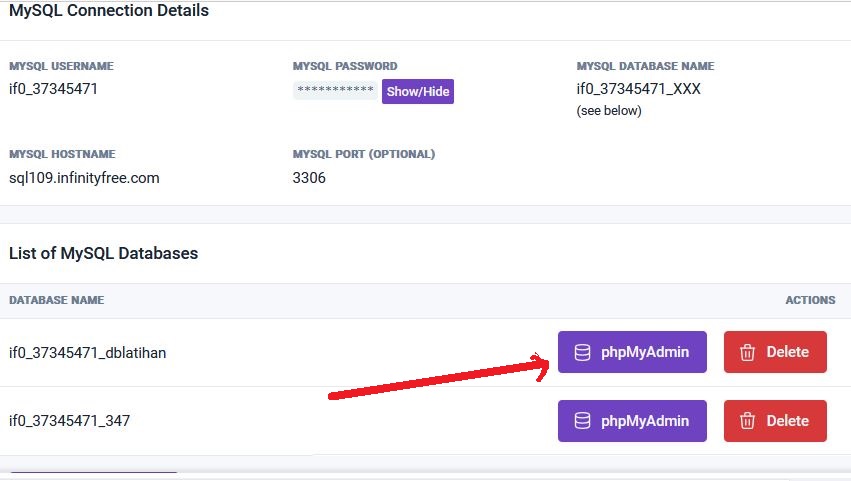 MySQL Connection Details
MYSQL USERNAME MYSQL PASSWORD MYSQL DATABASE NAME
if0_37345471 *********** Show/Hide if0_37345471_XXX
(see below)
MYSQL HOSTNAME MYSQL PORT (OPTIONAL)
sql109.infinityfree.com 3306
List of MySQL Databases
DATABASE NAME ACTIONS
if0_37345471_dblatihan phpMyAdmin Delete
if0_37345471_347 phpMyAdmin Delete